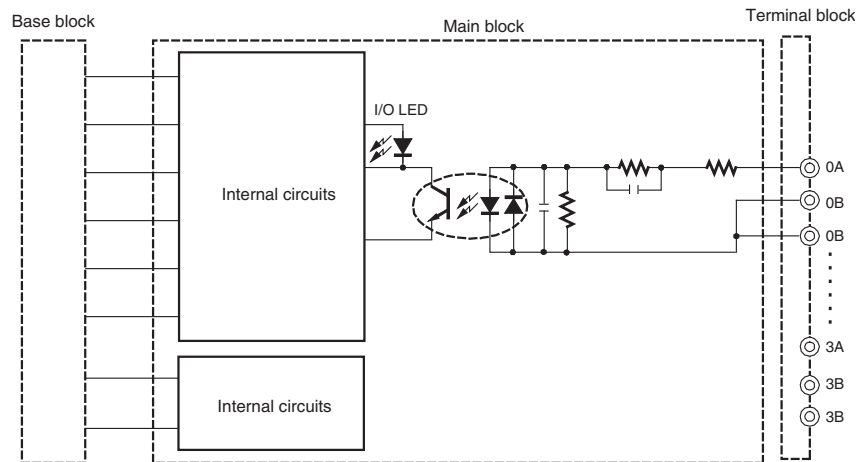 Base block
Main block
Terminal block
I/O LED
Internal circuits
0A
0B
0B
3A
3B
3B
Internal circuits